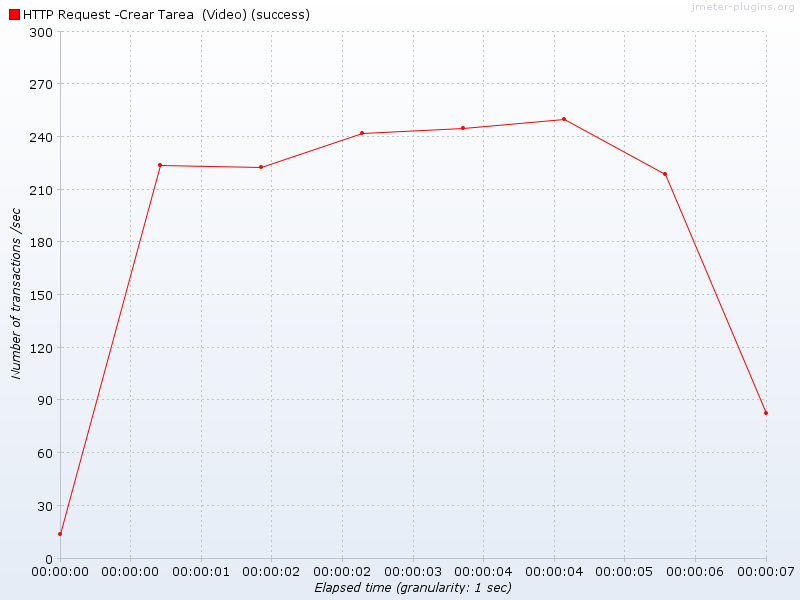 HTTP Request -Crear Tarea  (Video) (success)
jmeter-plugins.org
300
270
240
210
180
150
120
90
60
30
0
Number of transactions /sec
00:00:00 00:00:00 00:00:01 00:00:02 00:00:02 00:00:03 00:00:04 00:00:04 00:00:05 00:00:06 00:00:07
Elapsed time (granularity: 1 sec)